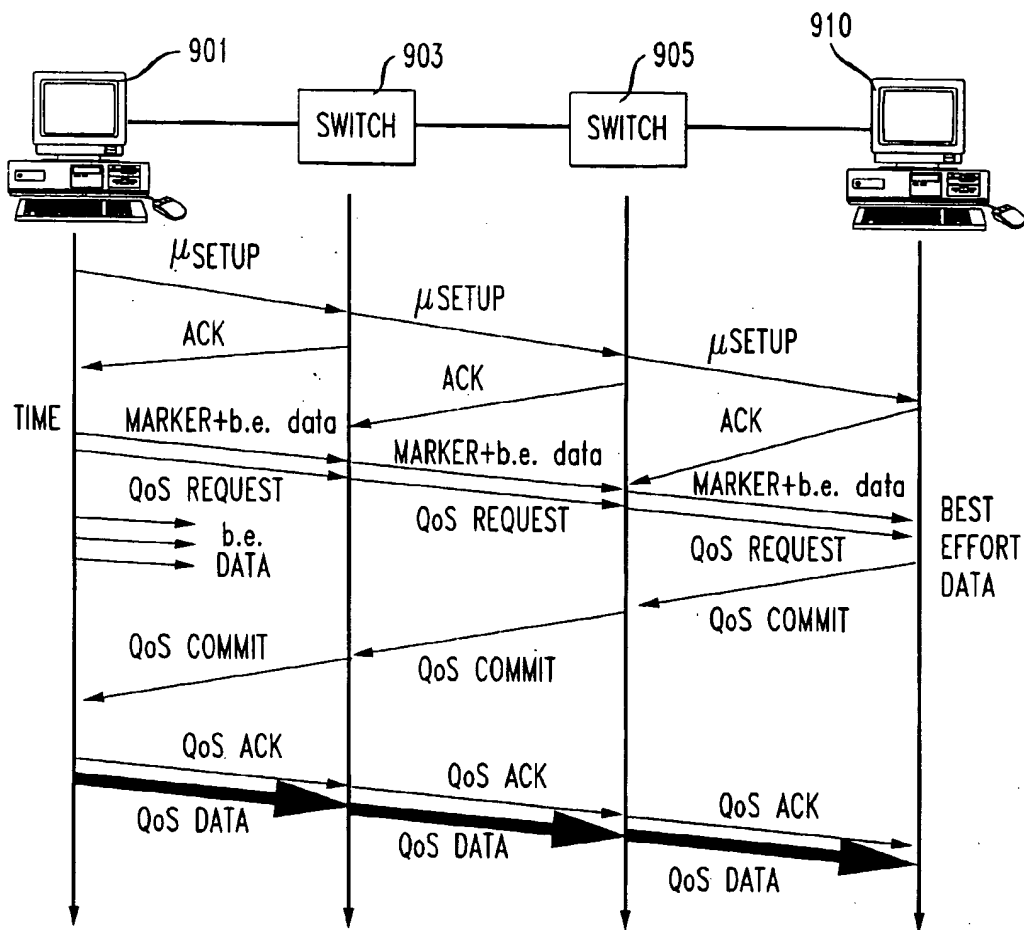 901
903
905
910
SWITCH
SWITCH
μSETUP
μSETUP
μSETUP
ACK
ACK
ACK
TIME
MARKER+b.e. data
MARKER+b.e. data
MARKER+b.e. data
QoS REQUEST
QoS REQUEST
QoS REQUEST
b.e.
DATA
BEST
EFFORT
DATA
QoS COMMIT
QoS COMMIT
QoS COMMIT
QoS ACK
QoS ACK
QoS ACK
QoS DATA
QoS DATA
QoS DATA